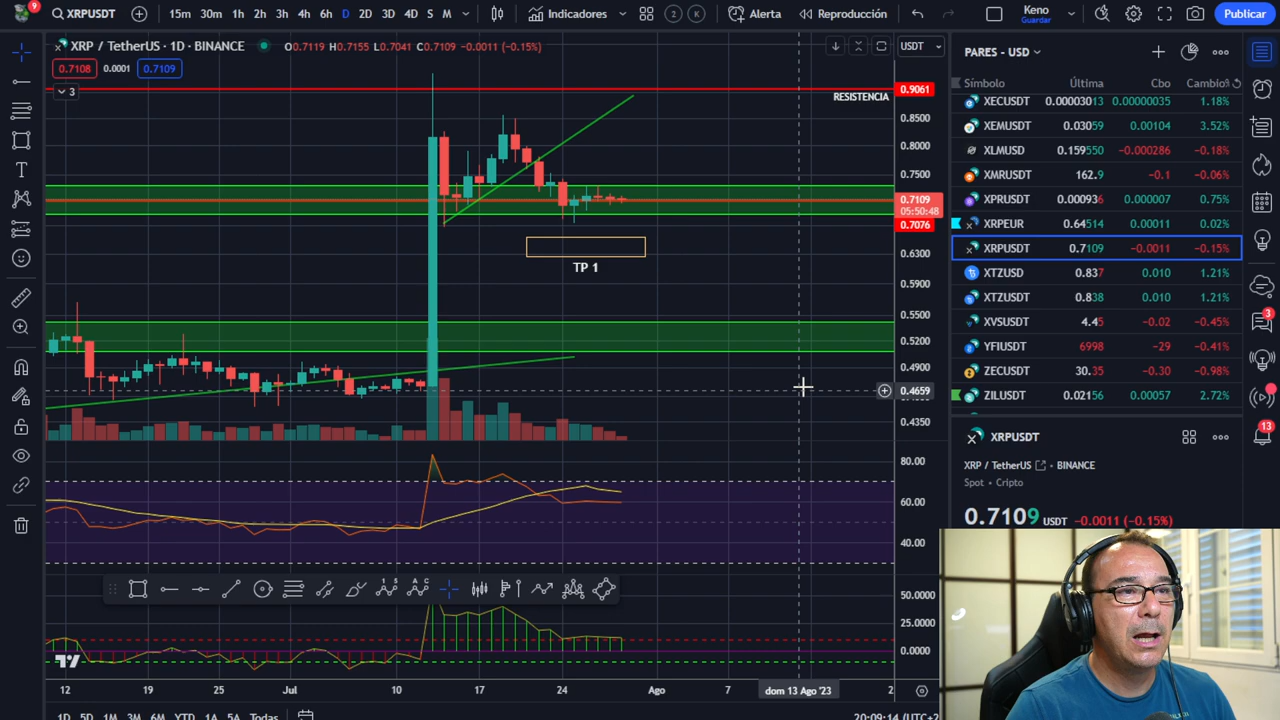 9
XRPUSDT
15m 30m 1h 2h 3h 4h 6h D 2D 3D 4D S M
Indicadores
2 K
Alerta
Reproducción
Keno
Guardar
Publicar
XRP / TetherUS · 1D · BINANCE
O0.7119 H0.7155 L0.7041 C0.7109 -0.0011 (-0.15%)
USDT
0.7108 0.0001 0.7109
3
RESISTENCIA
0.9061
0.8500
0.8000
0.7500
0.7109
05:50:48
0.7076
0.6300
0.5900
0.5500
0.5200
0.4900
0.4659
0.4350
TP 1
80.00
60.00
40.00
50.0000
25.0000
0.0000
12 19 25 Jul 10 17 24 Ago 7 dom 13 Ago '23 2
1D 5D 1M 3M 6M YTD 1A 5A Todas
20:09:14 (UTC+2
PARES - USD
Símbolo Última Cbo Cambio%
XECUSDT 0.00003013 0.00000035 1.18%
XEMUSDT 0.03059 0.00104 3.52%
XLMUSD 0.159550 -0.000286 -0.18%
XMRUSDT 162.9 -0.1 -0.06%
XPRUSDT 0.000936 0.000007 0.75%
XRPEUR 0.64514 0.00011 0.02%
XRPUSDT 0.7109 -0.0011 -0.15%
XTZUSD 0.837 0.010 1.21%
XTZUSDT 0.838 0.010 1.21%
XVSUSDT 4.45 -0.02 -0.45%
YFIUSDT 6998 -29 -0.41%
ZECUSDT 30.35 -0.30 -0.98%
ZILUSDT 0.02156 0.00057 2.72%
XRPUSDT
XRP / TetherUS · BINANCE
Spot · Cripto
0.7109 USDT -0.0011 (-0.15%)
3
13